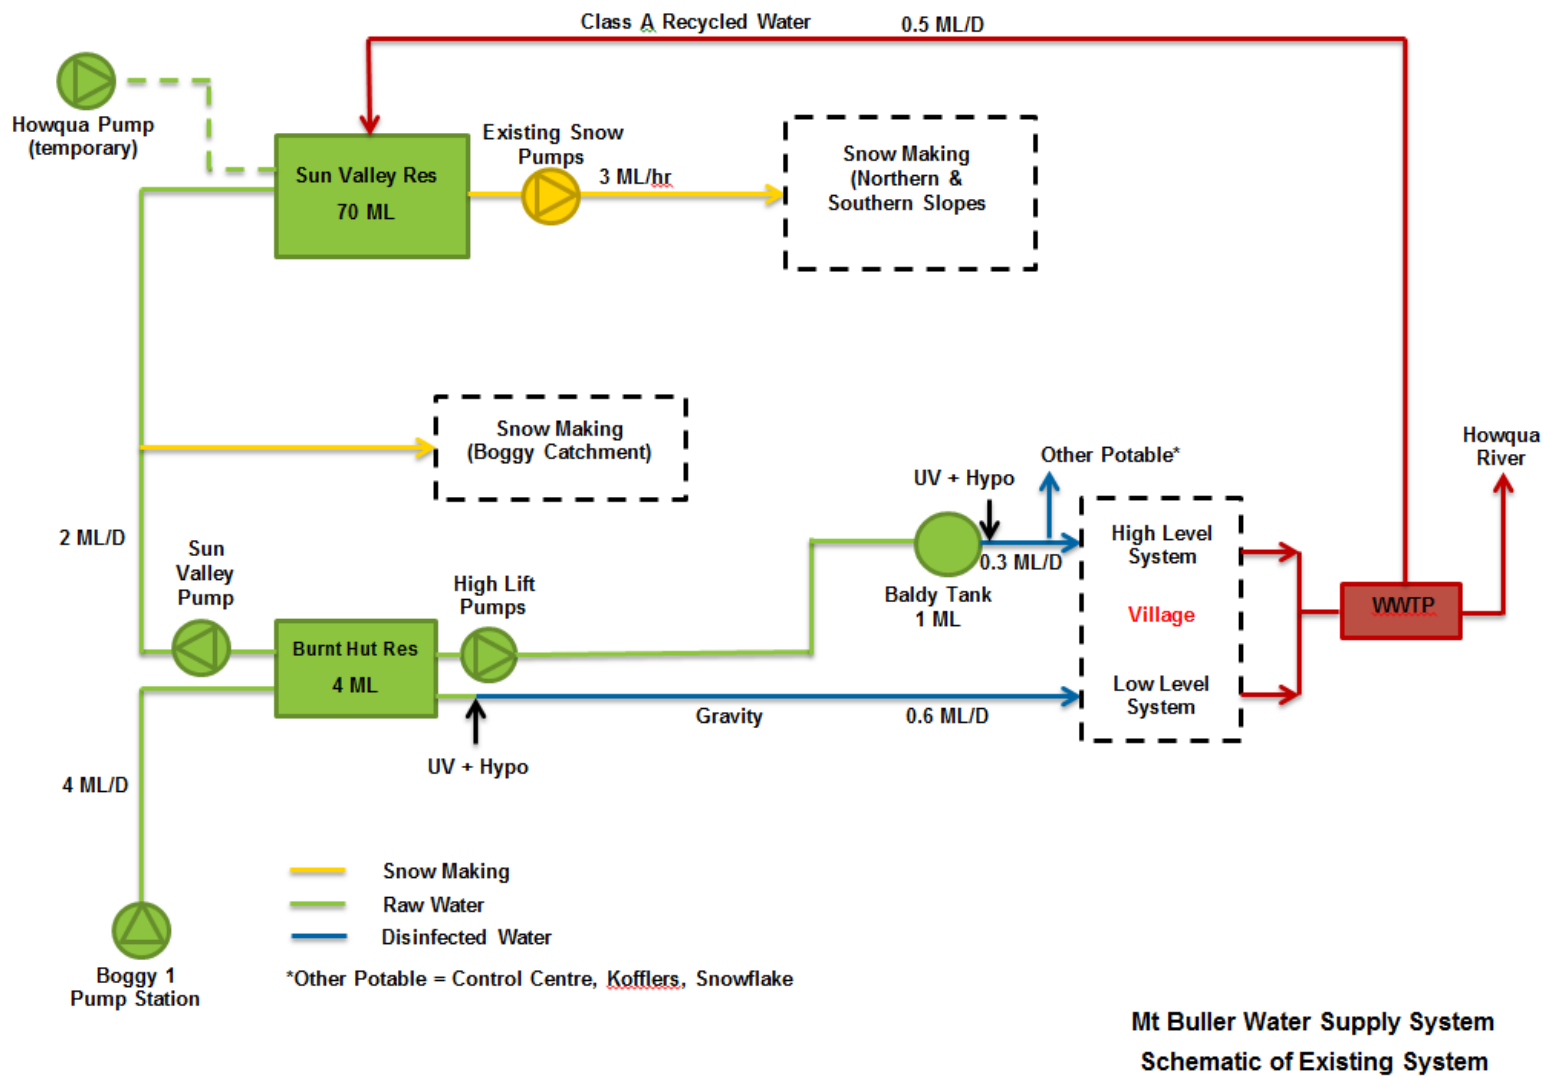 Class A Recycled Water 0.5 ML/D
Howqua Pump
(temporary)
Sun Valley Res
70 ML
Existing Snow
Pumps
3 ML/hr
Snow Making
(Northern &
Southern Slopes
Snow Making
(Boggy Catchment)
2 ML/D
Sun
Valley
Pump
High Lift
Pumps
Burnt Hut Res
4 ML
UV + Hypo
Gravity 0.6 ML/D
4 ML/D
Boggy 1
Pump Station
UV + Hypo
Other Potable*
0.3 ML/D
Baldy Tank
1 ML
High Level
System
Village
Low Level
System
WWTP
Howqua
River
Snow Making
Raw Water
Disinfected Water
*Other Potable = Control Centre, Kofflers, Snowflake
Mt Buller Water Supply System
Schematic of Existing System